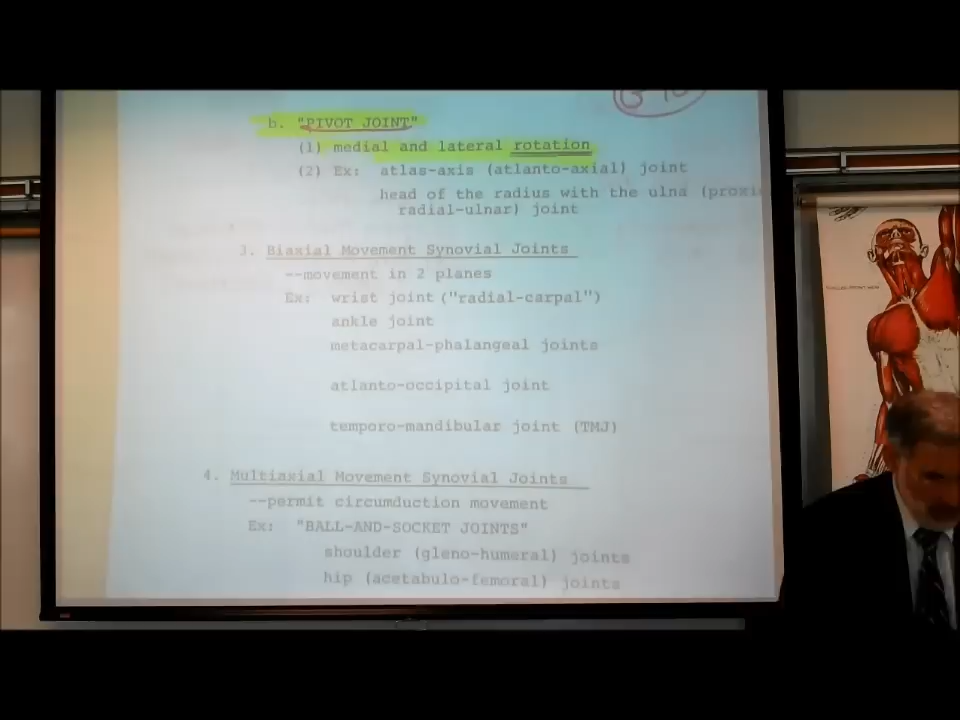 b. "PIVOT JOINT"
(1) medial and lateral rotation
(2) Ex: atlas-axis (atlanto-axial) joint
head of the radius with the ulna (proxi
radial-ulnar) joint
3. Biaxial Movement Synovial Joints
--movement in 2 planes
Ex: wrist joint ("radial-carpal")
ankle joint
metacarpal-phalangeal joints
atlanto-occipital joint
temporo-mandibular joint (TMJ)
4. Multiaxial Movement Synovial Joints
--permit circumduction movement
Ex: "BALL-AND-SOCKET JOINTS"
shoulder (gleno-humeral) joints
hip (acetabulo-femoral) joints